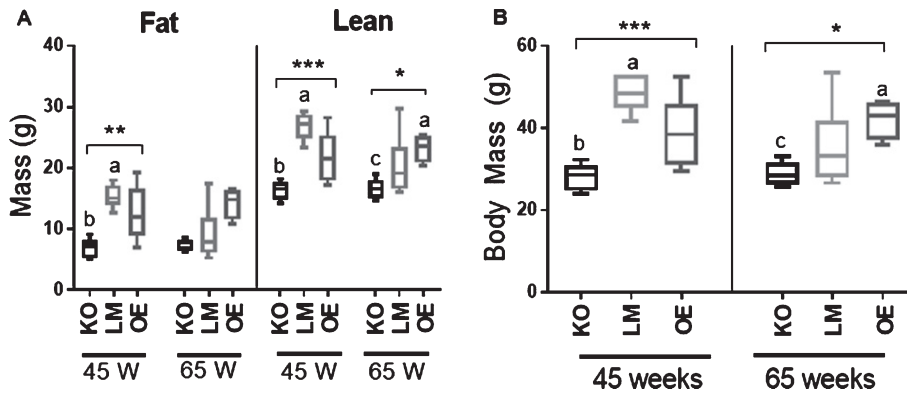 A
Fat
Lean
Mass (g)
40
30
20
10
0
**
***
*
b
a
b
a
c
a
KO
LM
OE
KO
LM
OE
KO
LM
OE
KO
LM
OE
45 W
65 W
45 W
65 W
B
Body Mass (g)
60
40
20
0
***
*
b
a
c
a
KO
LM
OE
KO
LM
OE
45 weeks
65 weeks